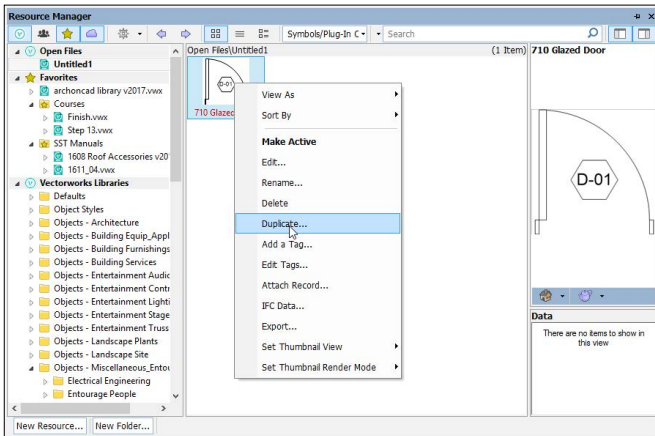 Resource Manager
Symbols/Plug-In C
Search
Open Files
Untitled1
Favorites
archoncad library v2017.vwx
Courses
Finish.vwx
Step 13.vwx
SST Manuals
1608 Roof Accessories v20
1611_04.vwx
Vectorworks Libraries
Defaults
Object Styles
Objects - Architecture
Objects - Building Equip_Appl
Objects - Building Furnishings
Objects - Building Services
Objects - Entertainment Audic
Objects - Entertainment Contr
Objects - Entertainment Lighti
Objects - Entertainment Stage
Objects - Entertainment Truss
Objects - Landscape Plants
Objects - Landscape Site
Objects - Miscellaneous_Entou
Electrical Engineering
Entourage People
Open Files\Untitled1
(1 Item)
D-01
710 Glazed
View As
Sort By
Make Active
Edit...
Rename...
Delete
Duplicate...
Add a Tag...
Edit Tags...
Attach Record...
IFC Data...
Export...
Set Thumbnail View
Set Thumbnail Render Mode
710 Glazed Door
D-01
Data
There are no items to show in
this view
New Resource...
New Folder...